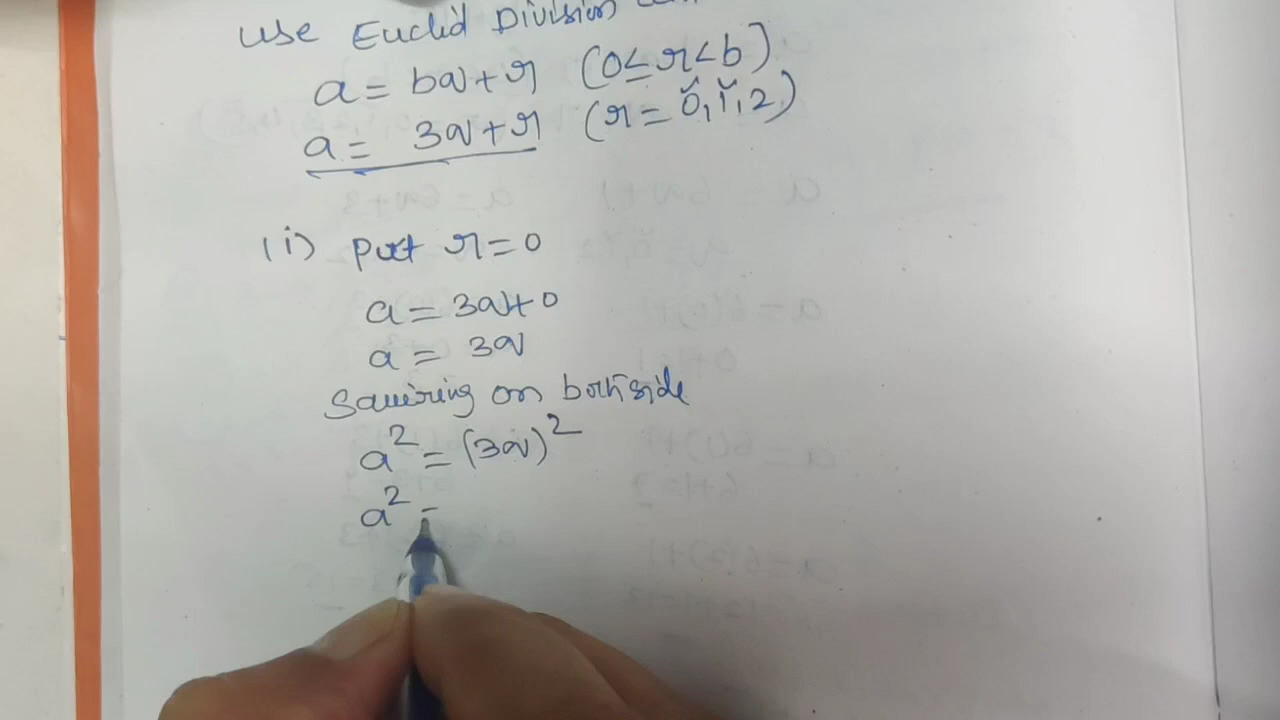 Use Euclid Division
a = bq + r (0 ≤ r < b)
a = 3q + r (r = 0, 1, 2)
(i) put r = 0
a = 3q + 0
a = 3q
Squiring on both side
a² = (3q)²
a² =